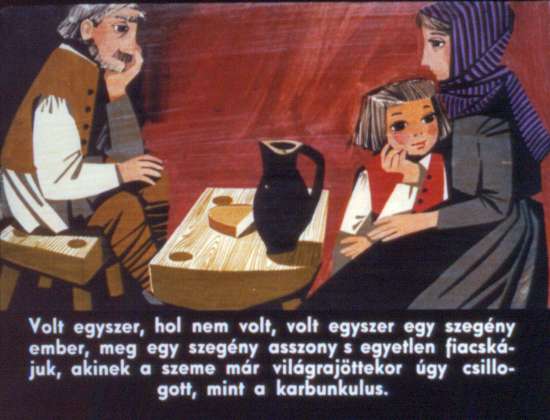 Volt egyszer, hol nem volt, volt egyszer egy szegény
ember, meg egy szegény asszony s egyetlen fiacská-
juk, akinek a szeme már világrajöttekor úgy csillo-
gott, mint a karbunkulus.